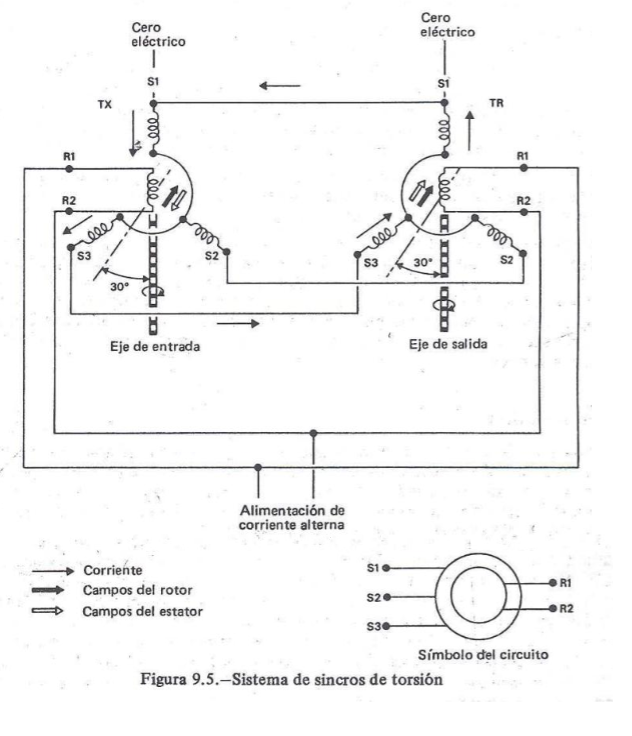 Cero
eléctrico
Cero
eléctrico
S1
S1
TX
TR
R1
R1
R2
R2
S3
S2
S3
S2
30°
30°
Eje de entrada
Eje de salida
Alimentación de
corriente alterna
Corriente
Campos del rotor
Campos del estator
S1
S2
S3
R1
R2
Símbolo del circuito
Figura 9.5.—Sistema de sincros de torsión